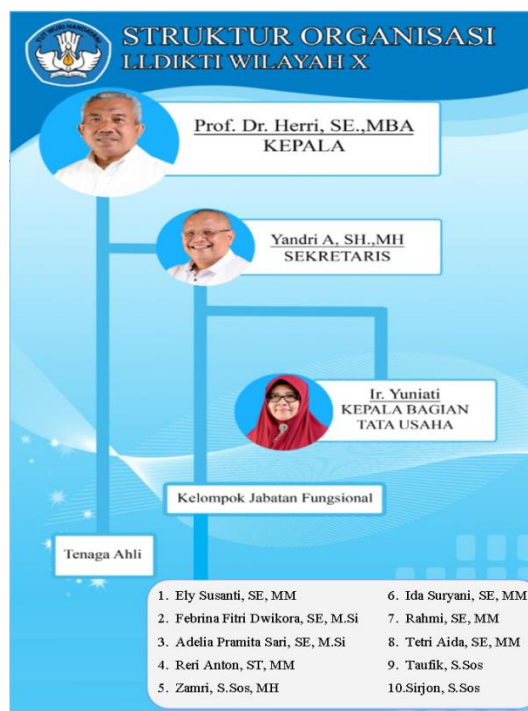 TUT WURI HANDAYANI
STRUKTUR ORGANISASI
LLDIKTI WILAYAH X
Prof. Dr. Herri, SE.,MBA
KEPALA
Yandri A, SH.,MH
SEKRETARIS
Ir. Yuniati
KEPALA BAGIAN
TATA USAHA
Kelompok Jabatan Fungsional
Tenaga Ahli
1. Ely Susanti, SE, MM
2. Febrina Fitri Dwikora, SE, M.Si
3. Adelia Pramita Sari, SE, M.Si
4. Reri Anton, ST, MM
5. Zamri, S.Sos, MH
6. Ida Suryani, SE, MM
7. Rahmi, SE, MM
8. Tetri Aida, SE, MM
9. Taufik, S.Sos
10.Sirjon, S.Sos